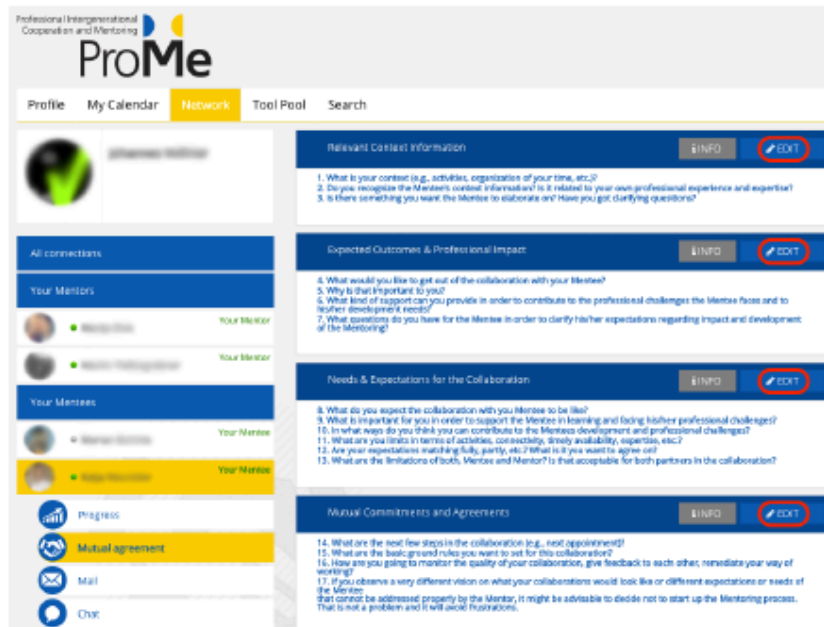 Professional Intergenerational
Cooperation and Mentoring
ProMe
Profile My Calendar Network Tool Pool Search
Relevant Context Information INFO EDIT
1. What is your context (e.g., activities, organization of your time, etc.)?
2. Do you recognize the Mentee's context information? Is it related to your own professional experience and expertise?
3. Is there something you want the Mentee to elaborate on? Have you got clarifying questions?
All connections
Your Mentors
Your Mentor
Your Mentor
Your Mentees
Your Mentee
Your Mentee
Progress
Mutual agreement
Mail
Chat
Expected Outcomes & Professional Impact INFO EDIT
4. What would you like to get out of the collaboration with your Mentee?
5. Why is that important to you?
6. What kind of support can you provide in order to contribute to the professional challenges the Mentee faces and to
his/her development needs?
7. What questions do you have for the Mentee in order to clarify his/her expectations regarding impact and development
of the Mentoring?
Needs & Expectations for the Collaboration INFO EDIT
8. What do you expect the collaboration with you Mentee to be like?
9. What is important for you in order to support the Mentee in learning and facing his/her professional challenges?
10. In what ways do you think you can contribute to the Mentees development and professional challenges?
11. What are you limits in terms of activities, connectivity, timely availability, expertise, etc.?
12. Are your expectations matching fully, partly, etc.? What is it you want to agree on?
13. What are the limitations of both, Mentee and Mentor? Is that acceptable for both partners in the collaboration?
Mutual Commitments and Agreements INFO EDIT
14. What are the next few steps in the collaboration (e.g., next appointment)?
15. What are the basic ground rules you want to set for this collaboration?
16. How are you going to monitor the quality of your collaboration, give feedback to each other, remediate your way of
working?
17. If you observe a very different vision on what your collaborations would look like or different expectations or needs of
the Mentee
that cannot be addressed properly by the Mentor, it might be advisable to decide not to start up the Mentoring process.
That is not a problem and it will avoid frustrations.